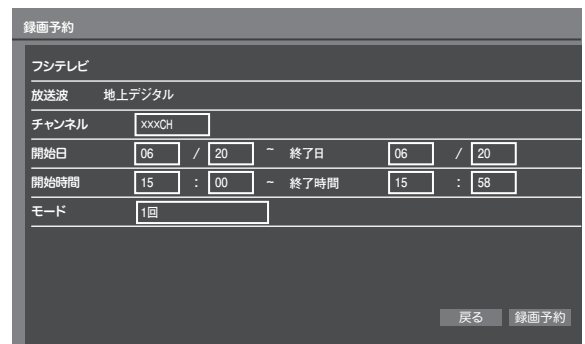 録画予約
フシテレビ
放送波 地上デジタル
チャンネル xxxCH
開始日 06 / 20 ~ 終了日 06 / 20
開始時間 15 : 00 ~ 終了時間 15 : 58
モード 1回
戻る 録画予約